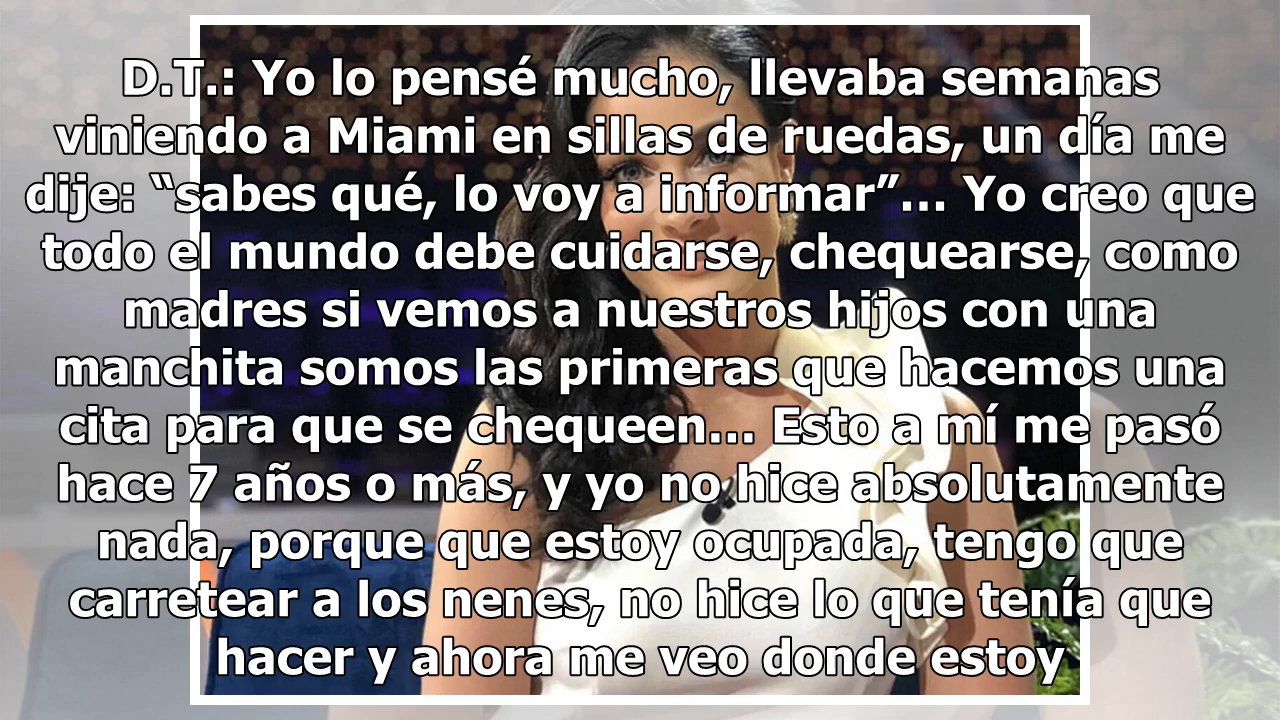 D.T.: Yo lo pensé mucho, llevaba semanas
viniendo a Miami en sillas de ruedas, un día me
dije: “sabes qué, lo voy a informar”... Yo creo que
todo el mundo debe cuidarse, chequearse, como
madres si vemos a nuestros hijos con una
manchita somos las primeras que hacemos una
cita para que se chequeen... Esto a mí me pasó
hace 7 años o más, y yo no hice absolutamente
nada, porque que estoy ocupada, tengo que
carretear a los nenes, no hice lo que tenía que
hacer y ahora me veo donde estoy